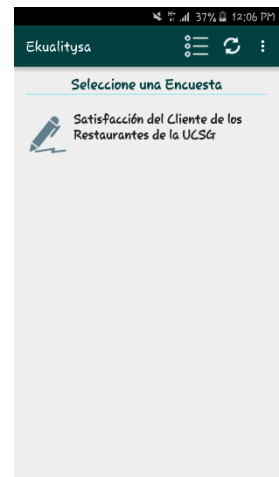 37% 12:06 PM
Ekualitysa
Seleccione una Encuesta
Satisfacción del Cliente de los
Restaurantes de la UCSG